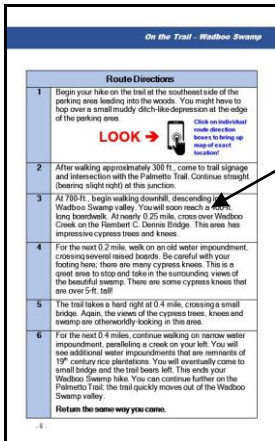 On the Trail – Wadboo Swamp
Route Directions
1 Begin your hike on the trail at the southeast side of the
parking area leading into the woods. You might have to
hop over a small muddy ditch-like depression at the edge
of the parking area.
LOOK →
Click on individual
route direction
boxes to bring up
map of exact
location!
2 After walking approximately 300 ft., come to trail signage
and intersection with the Palmetto Trail. Continue straight
(bearing slight right) at this junction.
3 At 700-ft., begin walking downhill, descending
Wadboo Swamp valley. You will soon reach a
long boardwalk. At nearly 0.25 mile, cross over Wadboo
Creek on the Rembert C. Dennis Bridge. This area has
impressive cypress trees and knees.
4 For the next 0.2 mile, walk on an old water impoundment,
crossing several raised boards. Be careful with your
footing here; there are many cypress knees. This is a
great area to stop and take in the surrounding views of
the beautiful swamp. There are some cypress knees that
are over 5-ft. tall!
5 The trail takes a hard right at 0.4 mile, crossing a small
bridge. Again, the views of the cypress trees, knees and
swamp are otherworldly-looking in this area.
6 For the next 0.4 miles, continue walking on narrow water
impoundment, paralleling a creek on your left. You will
see additional water impoundments that are remnants of
19th century rice plantations. You will eventually come to
small bridge and the trail bears left. This ends your
Wadboo Swamp hike. You can continue further on the
Palmetto Trail; the trail quickly moves out of the Wadboo
Swamp valley.
Return the same way you came.
- 6 -